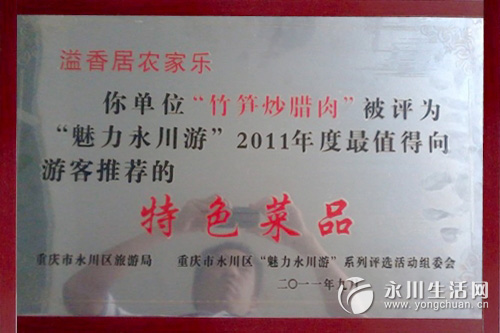 溢香居农家乐
你单位“竹笋炒腊肉”被评为
“魅力永川游”2011年度最值得向
游客推荐的
特色菜品
重庆市永川区旅游局 重庆市永川区“魅力永川游”系列评选活动组委会
二〇一一年九月
永川生活网
www.yongchuan.cn